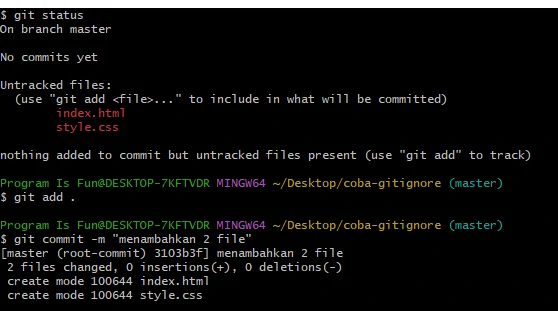 $ git status
On branch master
No commits yet
Untracked files:
(use "git add <file>..." to include in what will be committed)
index.html
style.css
nothing added to commit but untracked files present (use "git add" to track)
Program Is Fun@DESKTOP-7KFTVDR MINGW64 ~/Desktop/coba-gitignore (master)
$ git add .
Program Is Fun@DESKTOP-7KFTVDR MINGW64 ~/Desktop/coba-gitignore (master)
$ git commit -m "menambahkan 2 file"
[master (root-commit) 3103b3f] menambahkan 2 file
2 files changed, 0 insertions(+), 0 deletions(-)
create mode 100644 index.html
create mode 100644 style.css